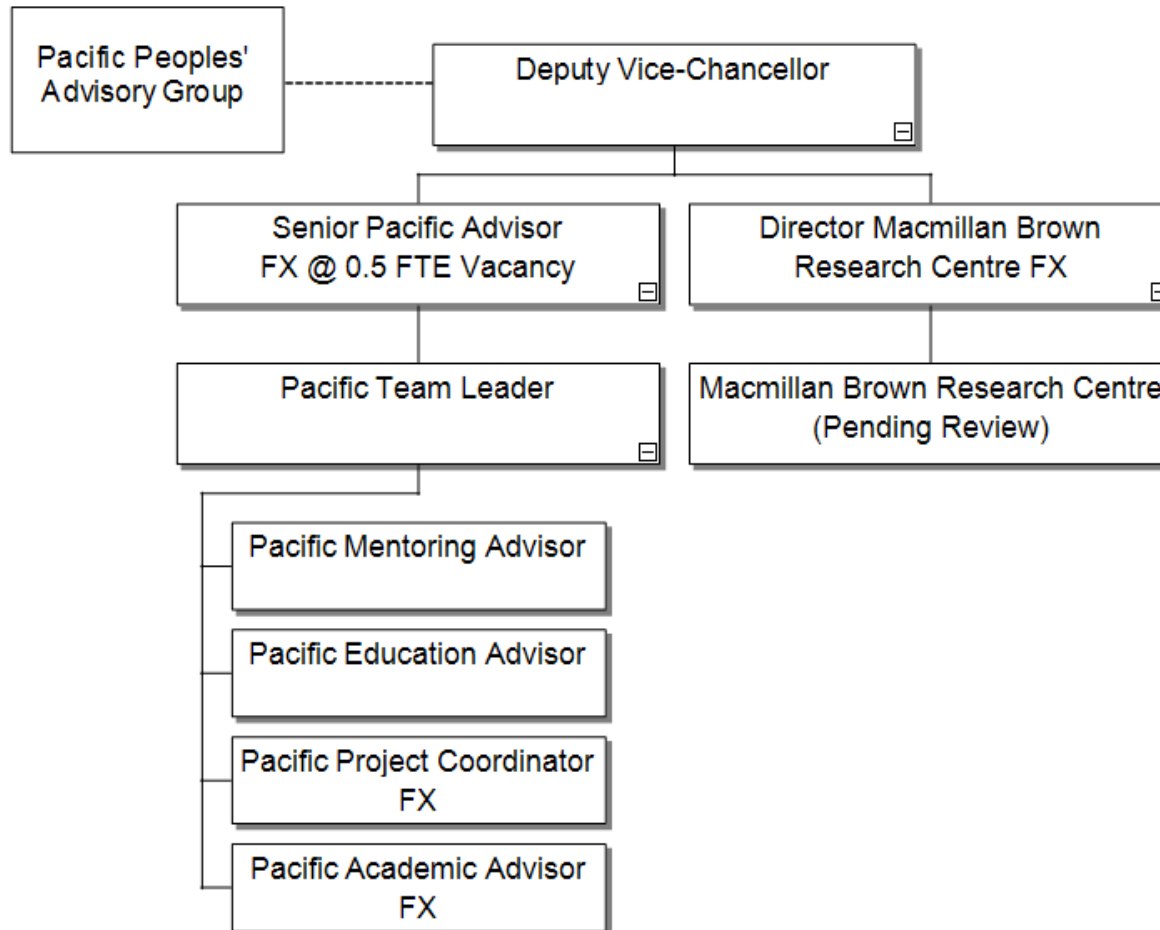 Pacific Peoples'
Advisory Group
Deputy Vice-Chancellor
Senior Pacific Advisor
FX @ 0.5 FTE Vacancy
Director Macmillan Brown
Research Centre FX
Pacific Team Leader
Macmillan Brown Research Centre
(Pending Review)
Pacific Mentoring Advisor
Pacific Education Advisor
Pacific Project Coordinator
FX
Pacific Academic Advisor
FX